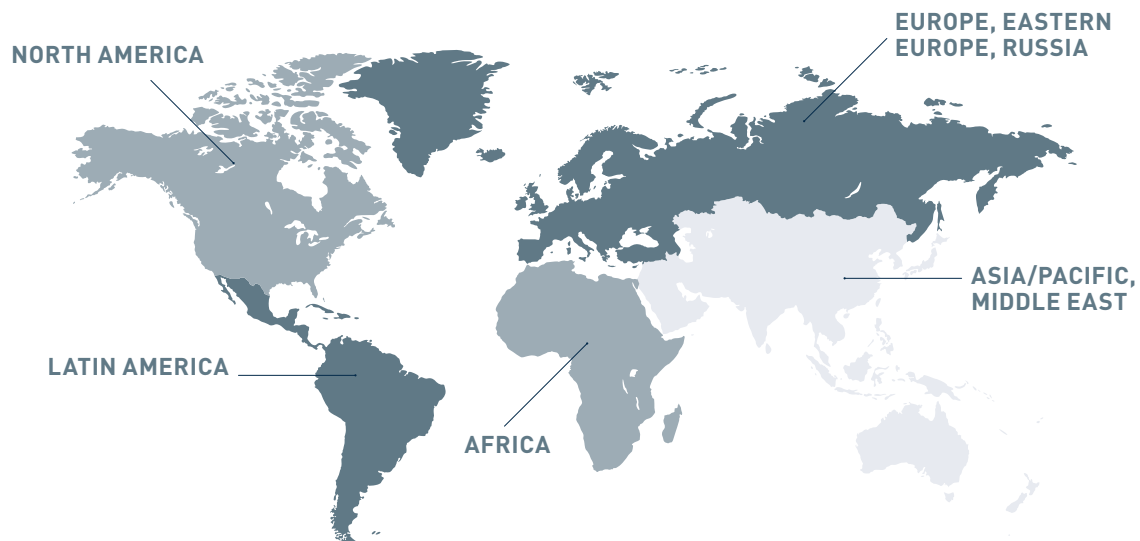 NORTH AMERICA
EUROPE, EASTERN
EUROPE, RUSSIA
ASIA/PACIFIC,
MIDDLE EAST
LATIN AMERICA
AFRICA